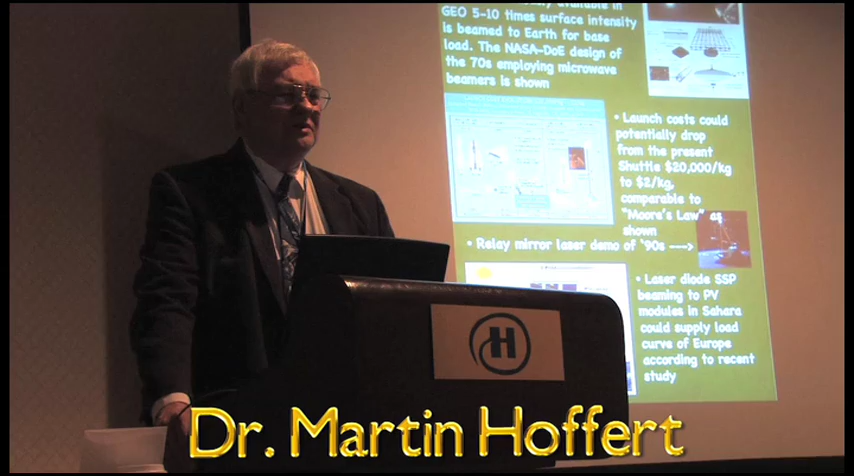 available in
GEO 5-10 times surface intensity
is beamed to Earth for base
load. The NASA-DoE design of
the 70s employing microwave
beamers is shown
• Launch costs could
potentially drop
from the present
Shuttle $20,000/kg
to $2/kg,
comparable to
"Moore's Law" as
shown
• Relay mirror laser demo of '90s --->
• Laser diode SSP
beaming to PV
modules in Sahara
could supply load
curve of Europe
according to recent
study
H
Dr. Martin Hoffert